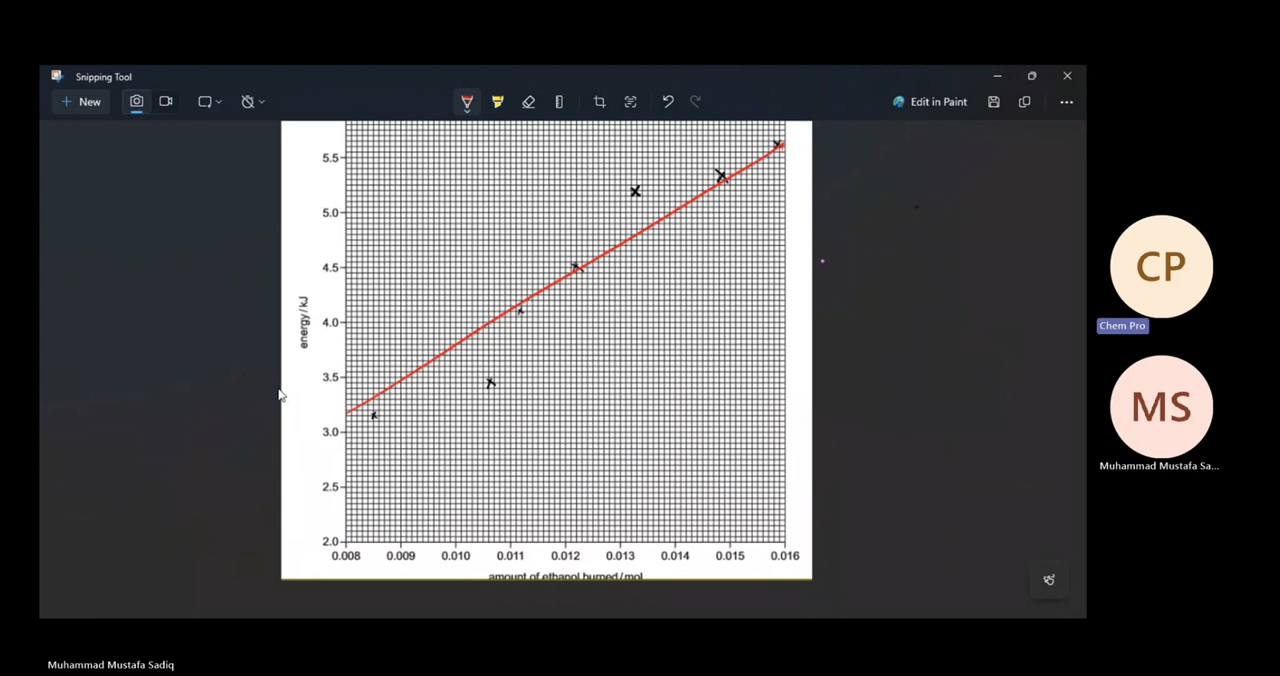 Snipping Tool
New
Edit in Paint
5.5
5.0
4.5
4.0
3.5
3.0
2.5
2.0
energy/kJ
0.008 0.009 0.010 0.011 0.012 0.013 0.014 0.015 0.016
amount of ethanol burned/mol
CP
Chem Pro
MS
Muhammad Mustafa Sa...
Muhammad Mustafa Sadiq